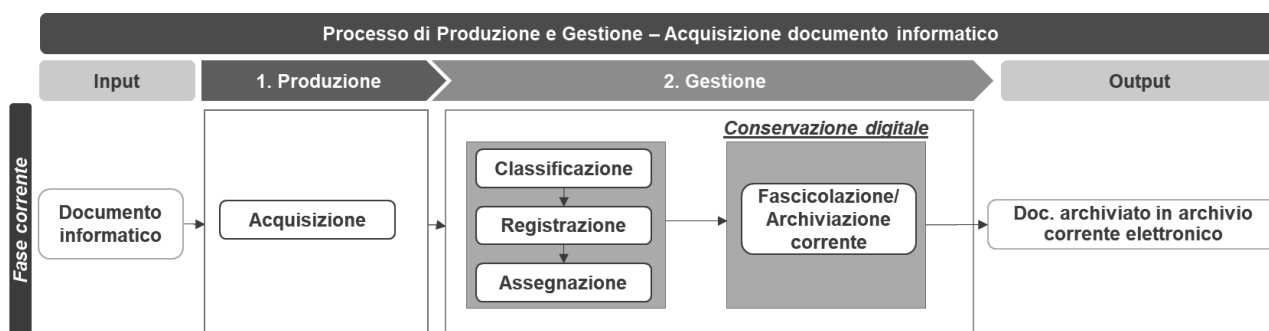 Processo di Produzione e Gestione – Acquisizione documento informatico
Input
1. Produzione
2. Gestione
Output
Fase corrente
Documento
informatico
Acquisizione
Classificazione
Registrazione
Assegnazione
Conservazione digitale
Fascicolazione/
Archiviazione
corrente
Doc. archiviato in archivio
corrente elettronico